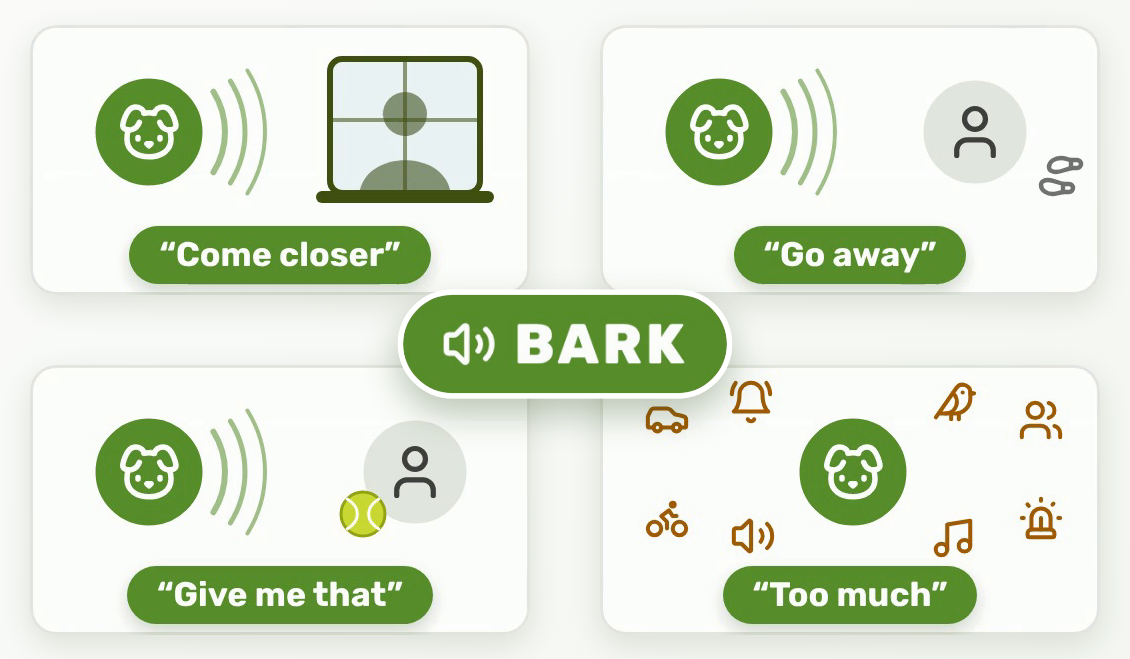 “Come closer”
“Go away”
BARK
“Give me that”
“Too much”